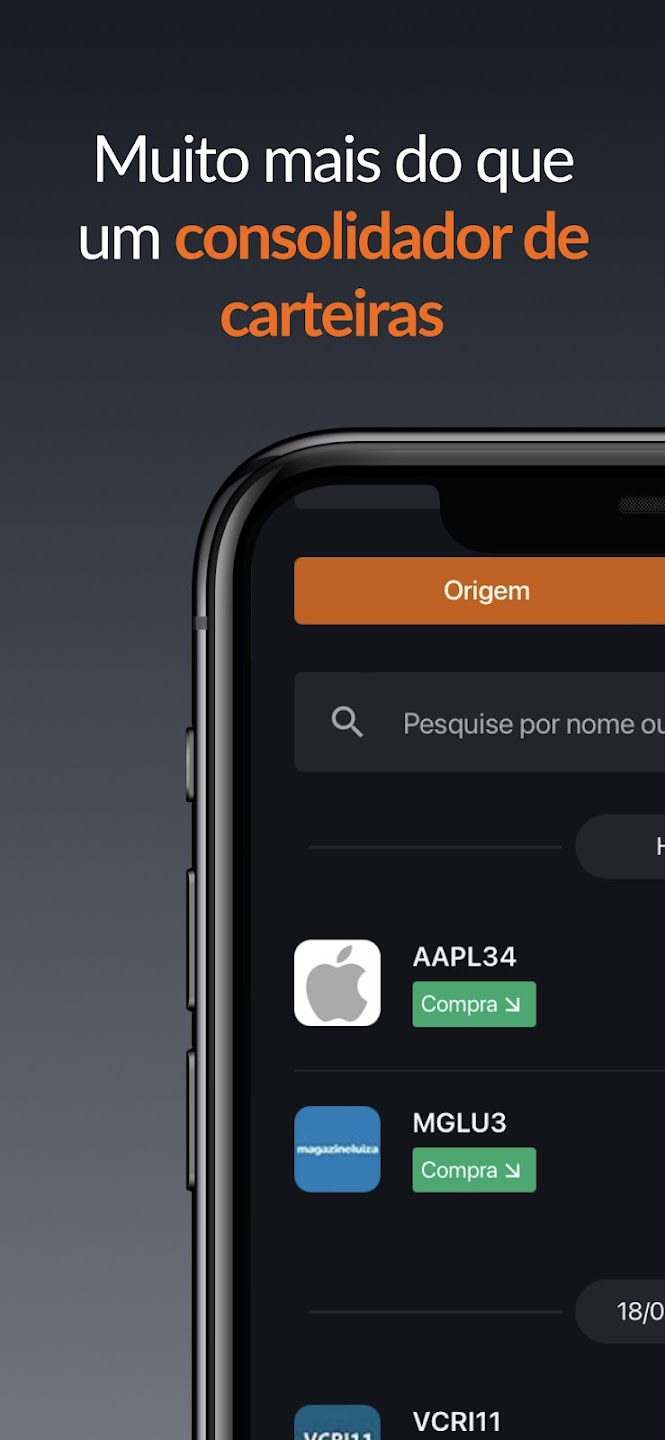 Muito mais do que
um consolidador de
carteiras
Origem
Pesquise por nome ou
H
AAPL34
Compra
magazineluiza
MGLU3
Compra
18/0
VCRI11
VCRI11